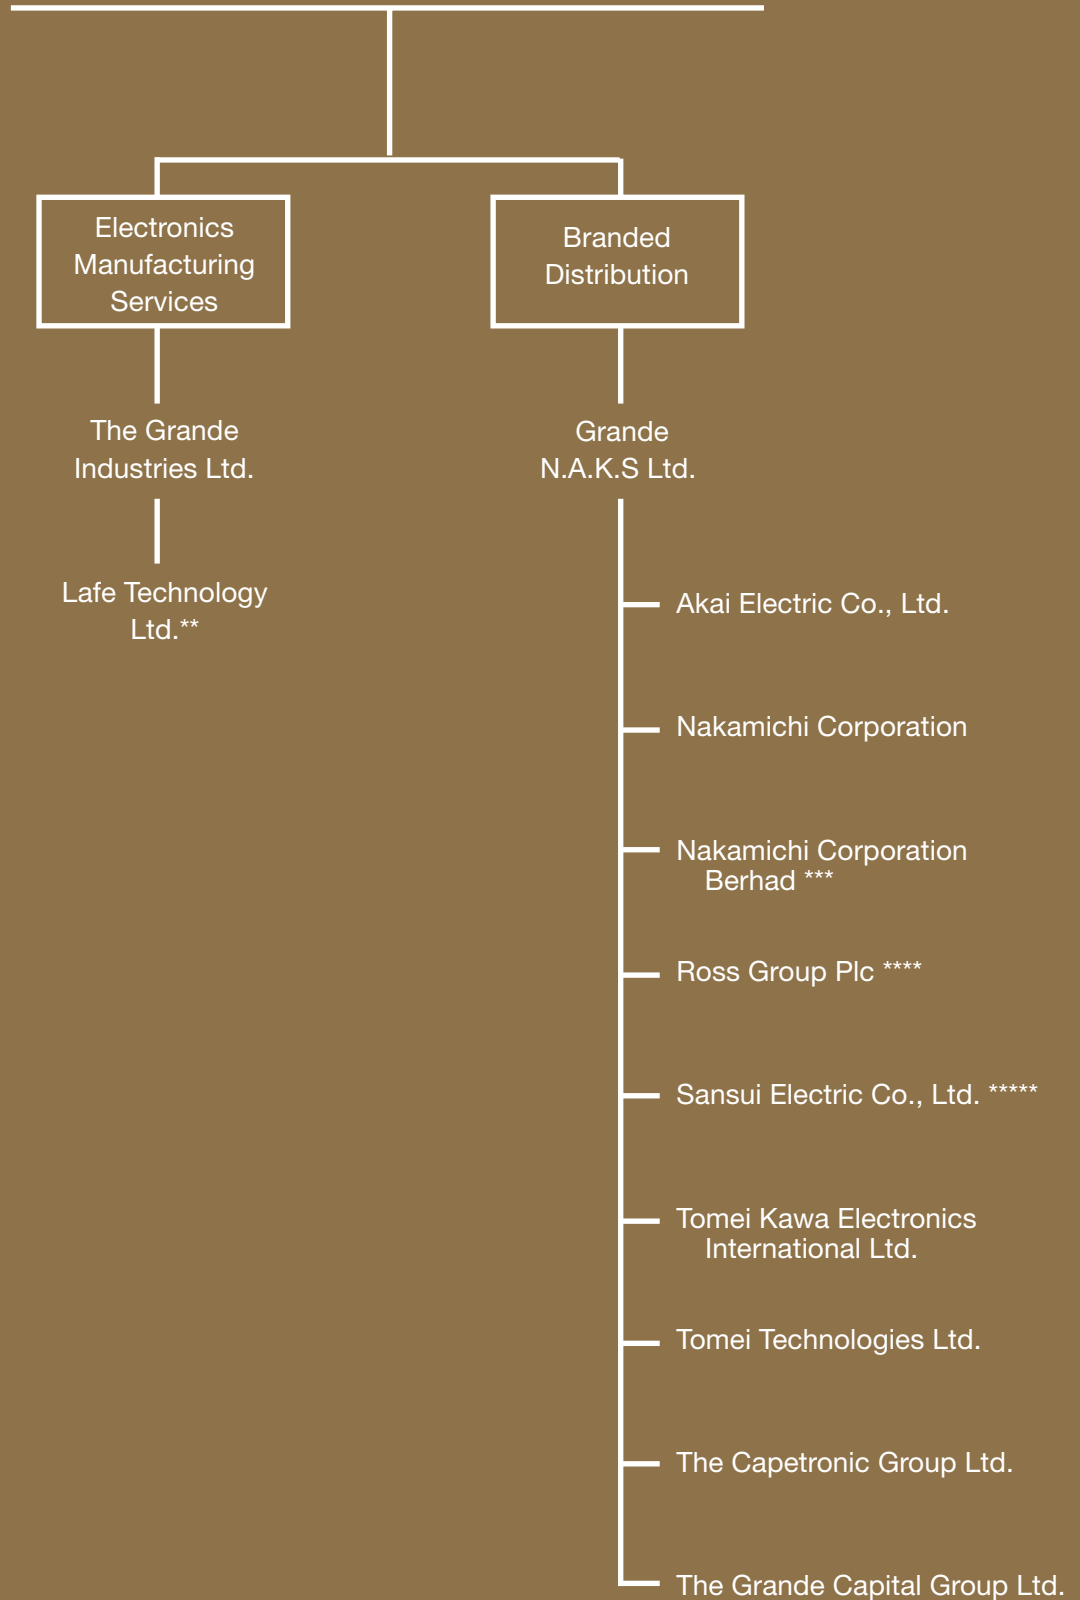 Electronics
Manufacturing
Services
Branded
Distribution
The Grande
Industries Ltd.
Grande
N.A.K.S Ltd.
Lafe Technology
Ltd.**
Akai Electric Co., Ltd.
Nakamichi Corporation
Nakamichi Corporation
Berhad ***
Ross Group Plc ****
Sansui Electric Co., Ltd. *****
Tomei Kawa Electronics
International Ltd.
Tomei Technologies Ltd.
The Capetronic Group Ltd.
The Grande Capital Group Ltd.